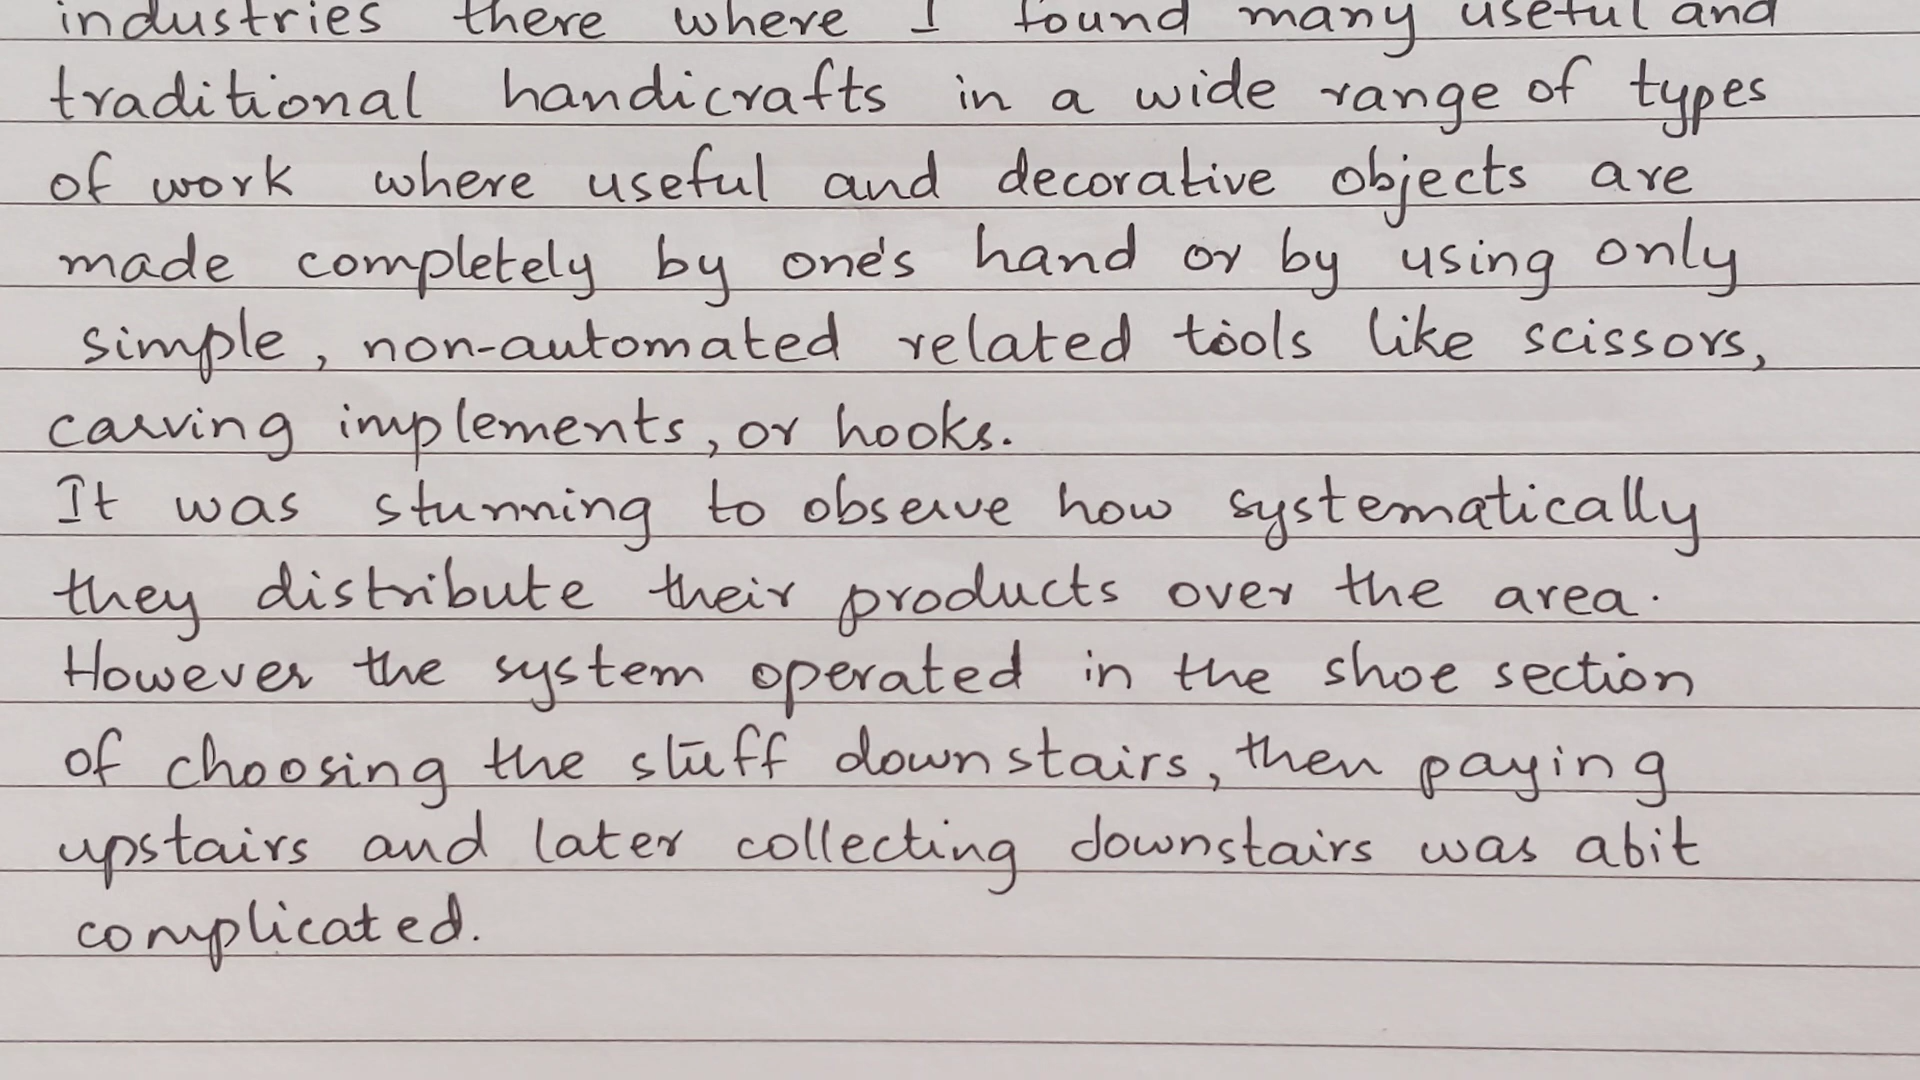 industries there where I found many useful and
traditional handicrafts in a wide range of types
of work where useful and decorative objects are
made completely by one's hand or by using only
simple, non-automated related tools like scissors,
carving implements, or hooks.
It was stunning to observe how systematically
they distribute their products over the area.
However the system operated in the shoe section
of choosing the stuff downstairs, then paying
upstairs and later collecting downstairs was abit
complicated.